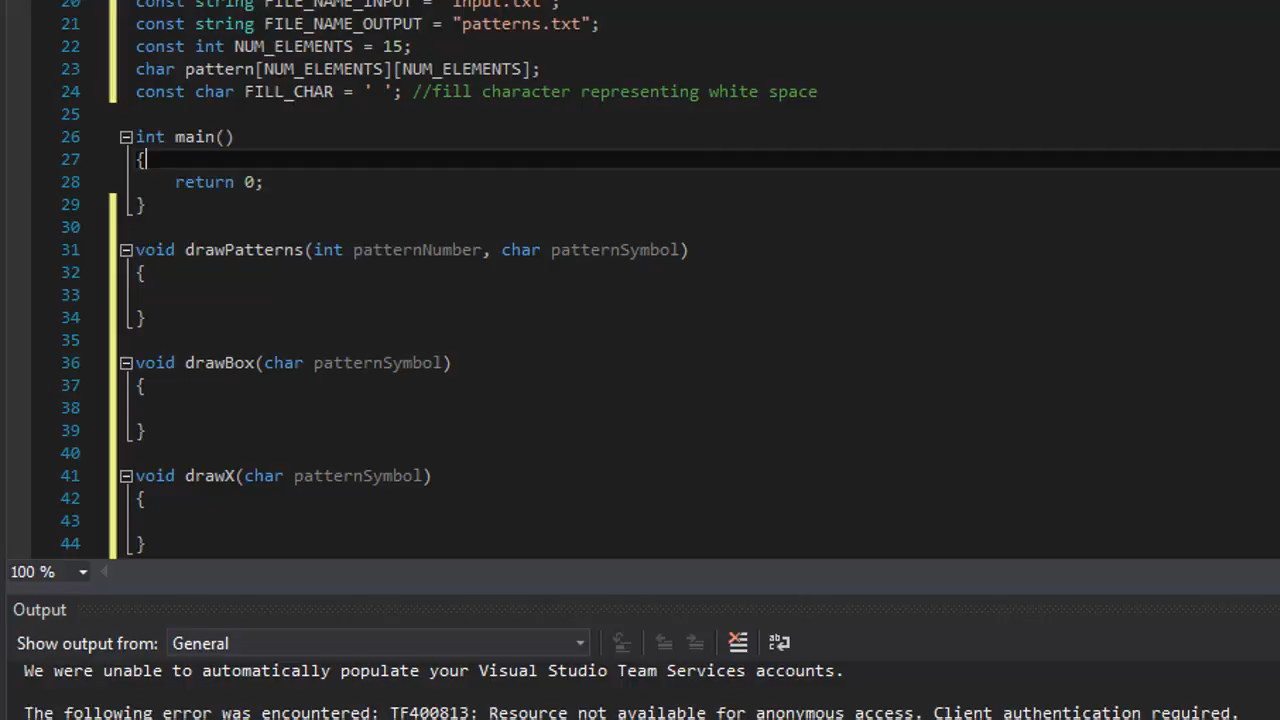 20 const string FILE_NAME_INPUT = "input.txt";
21 const string FILE_NAME_OUTPUT = "patterns.txt";
22 const int NUM_ELEMENTS = 15;
23 char pattern[NUM_ELEMENTS][NUM_ELEMENTS];
24 const char FILL_CHAR = ' '; //fill character representing white space
25
26 int main()
27 {
28 return 0;
29 }
30
31 void drawPatterns(int patternNumber, char patternSymbol)
32 {
33
34 }
35
36 void drawBox(char patternSymbol)
37 {
38
39 }
40
41 void drawX(char patternSymbol)
42 {
43
44 }
100 %
Output
Show output from: General
We were unable to automatically populate your Visual Studio Team Services accounts.
The following error was encountered: TF400813: Resource not available for anonymous access. Client authentication required.